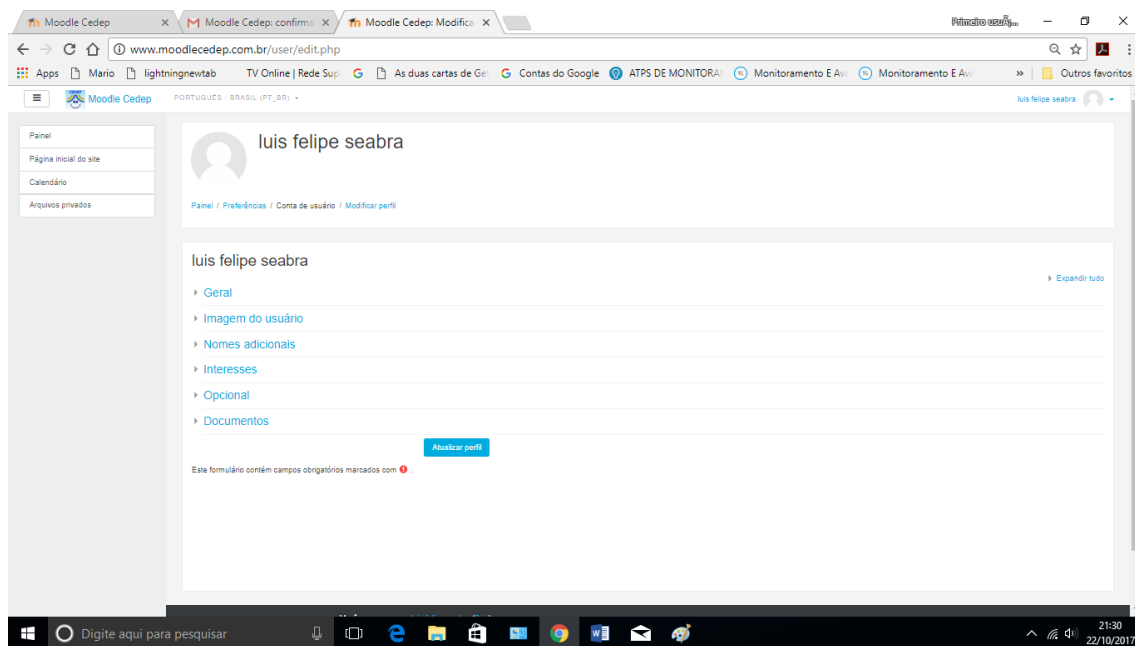 Moodle Cedep
Moodle Cedep: confirma
Moodle Cedep: Modifica
www.moodlecedep.com.br/user/edit.php
Apps Mario lightningnewtab TV Online | Rede Sup As duas cartas de Ge Contas do Google ATPS DE MONITORA Monitoramento E Ava Monitoramento E Ava » Outros favoritos
Moodle Cedep PORTUGUÊS - BRASIL (PT_BR) luis felipe seabra
Painel
Página inicial do site
Calendário
Arquivos privados
luis felipe seabra
Painel / Preferências / Conta de usuário / Modificar perfil
luis felipe seabra
Expandir tudo
Geral
Imagem do usuário
Nomes adicionais
Interesses
Opcional
Documentos
Atualizar perfil
Este formulário contém campos obrigatórios marcados com .
Digite aqui para pesquisar
21:30
22/10/2017